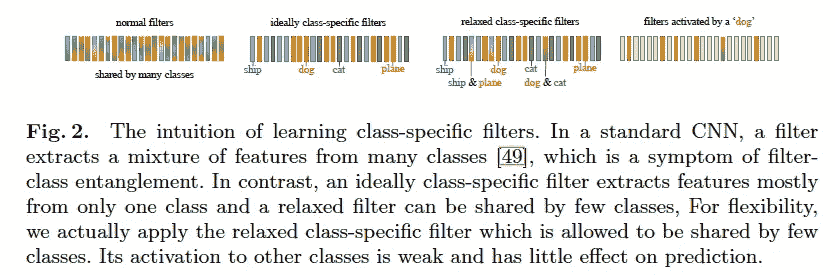 normal filters
ideally class-specific filters
relaxed class-specific filters
filters activated by a 'dog'
shared by many classes
ship dog cat plane
ship dog cat plane
ship & plane dog & cat
Fig. 2. The intuition of learning class-specific filters. In a standard CNN, a filter
extracts a mixture of features from many classes [49], which is a symptom of filter-
class entanglement. In contrast, an ideally class-specific filter extracts features mostly
from only one class and a relaxed filter can be shared by few classes, For flexibility,
we actually apply the relaxed class-specific filter which is allowed to be shared by few
classes. Its activation to other classes is weak and has little effect on prediction.